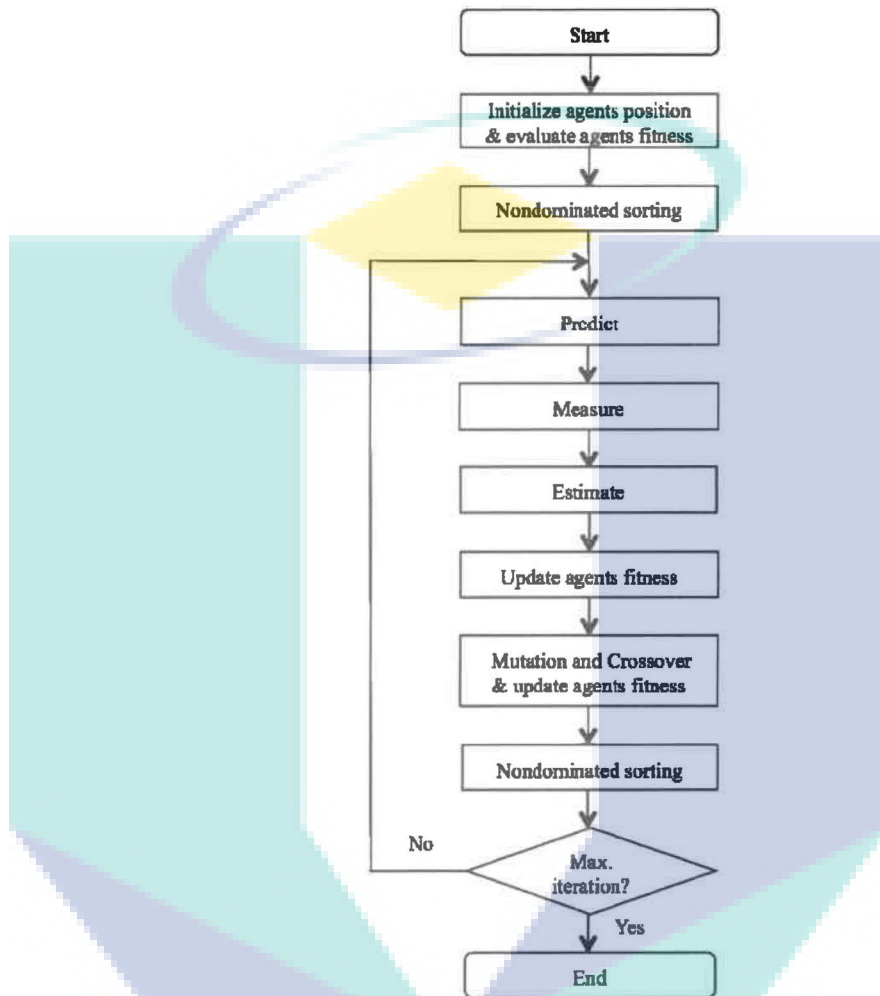 Start
Initialize agents position
& evaluate agents fitness
Nondominated sorting
Predict
Measure
Estimate
Update agents fitness
Mutation and Crossover
& update agents fitness
Nondominated sorting
No
Max.
iteration?
Yes
End